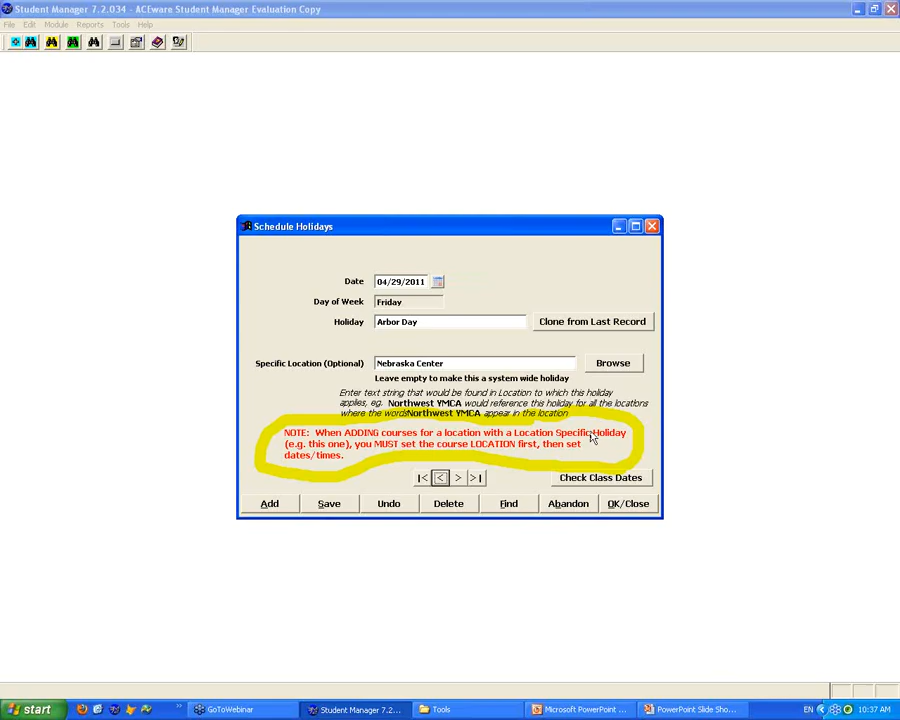 Student Manager 7.2.034 - ACEware Student Manager Evaluation Copy
File Edit Module Reports Tools Help
Schedule Holidays
Date 04/29/2011
Day of Week Friday
Holiday Arbor Day Clone from Last Record
Specific Location (Optional) Nebraska Center Browse
Leave empty to make this a system wide holiday
Enter text string that would be found in Location to which this holiday
applies, eg. Northwest YMCA would reference this holiday for all the locations
where the wordsNorthwest YMCA appear in the location
NOTE: When ADDING courses for a location with a Location Specific Holiday
(e.g. this one), you MUST set the course LOCATION first, then set
dates/times.
|< < > >| Check Class Dates
Add Save Undo Delete Find Abandon OK/Close
start GoToWebinar Student Manager 7.2... Tools Microsoft PowerPoint ... PowerPoint Slide Sho... EN 10:37 AM